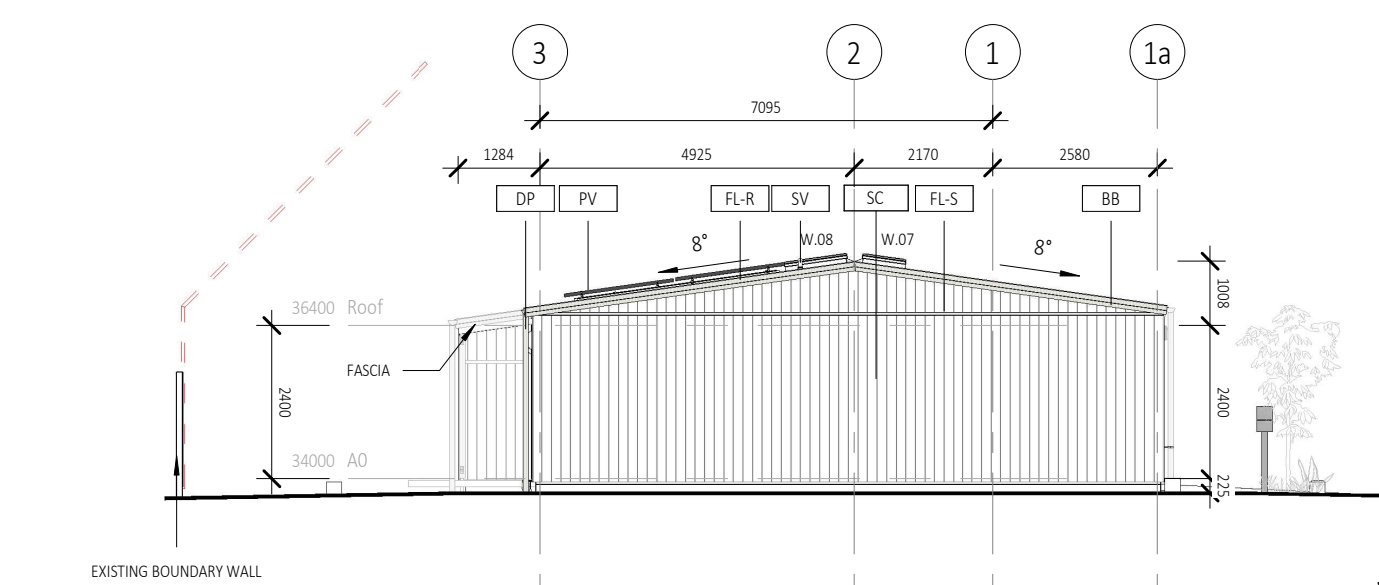 3
2
1
1a
7095
1284
4925
2170
2580
DP
PV
FL-R
SV
SC
FL-S
BB
8°
W.08
W.07
8°
1008
36400 Roof
FASCIA
2400
2400
34000 A0
225
EXISTING BOUNDARY WALL